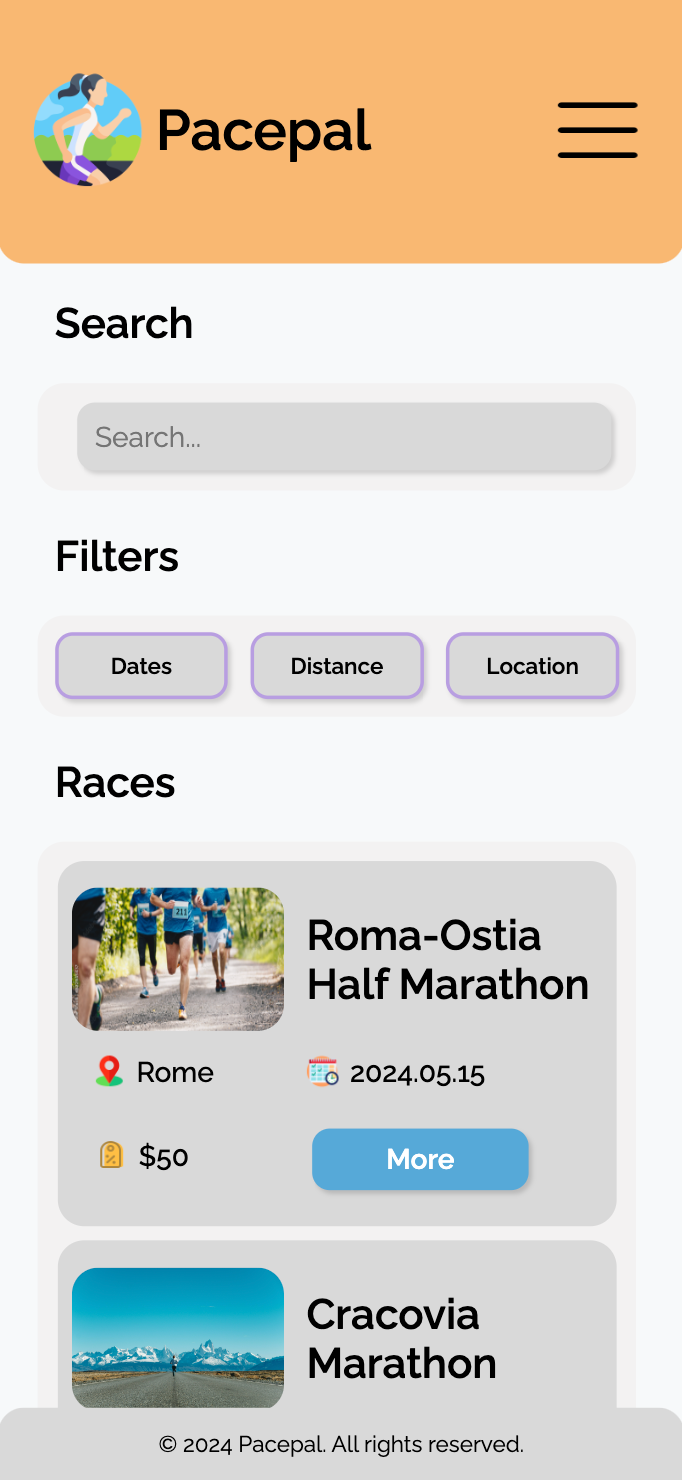 Pacepal
Search
Search...
Filters
Dates
Distance
Location
Races
211
Roma-Ostia
Half Marathon
Rome
2024.05.15
$50
More
Cracovia
Marathon
© 2024 Pacepal. All rights reserved.